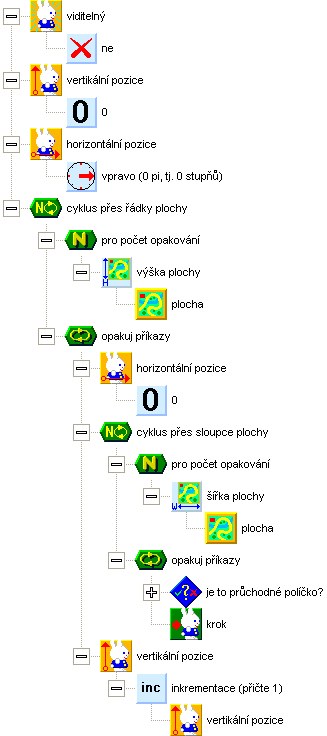 viditelný
ne
vertikální pozice
0 0
horizontální pozice
vpravo (0 pi, tj. 0 stupňů)
N cyklus přes řádky plochy
N pro počet opakování
H výška plochy
plocha
opakuj příkazy
horizontální pozice
0 0
N cyklus přes sloupce plochy
N pro počet opakování
W šířka plochy
plocha
opakuj příkazy
? je to průchodné políčko?
krok
vertikální pozice
inc inkrementace (přičte 1)
vertikální pozice